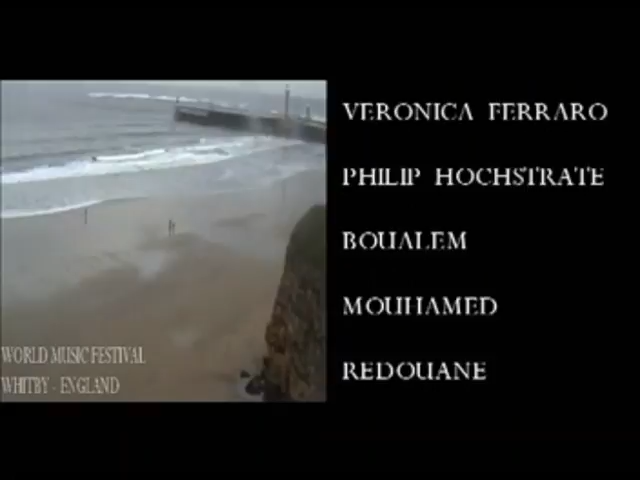 VERONICA FERRARO
PHILIP HOCHSTRATE
BOUALEM
MOUHAMED
REDOUANE
WORLD MUSIC FESTIVAL
WHITBY - ENGLAND